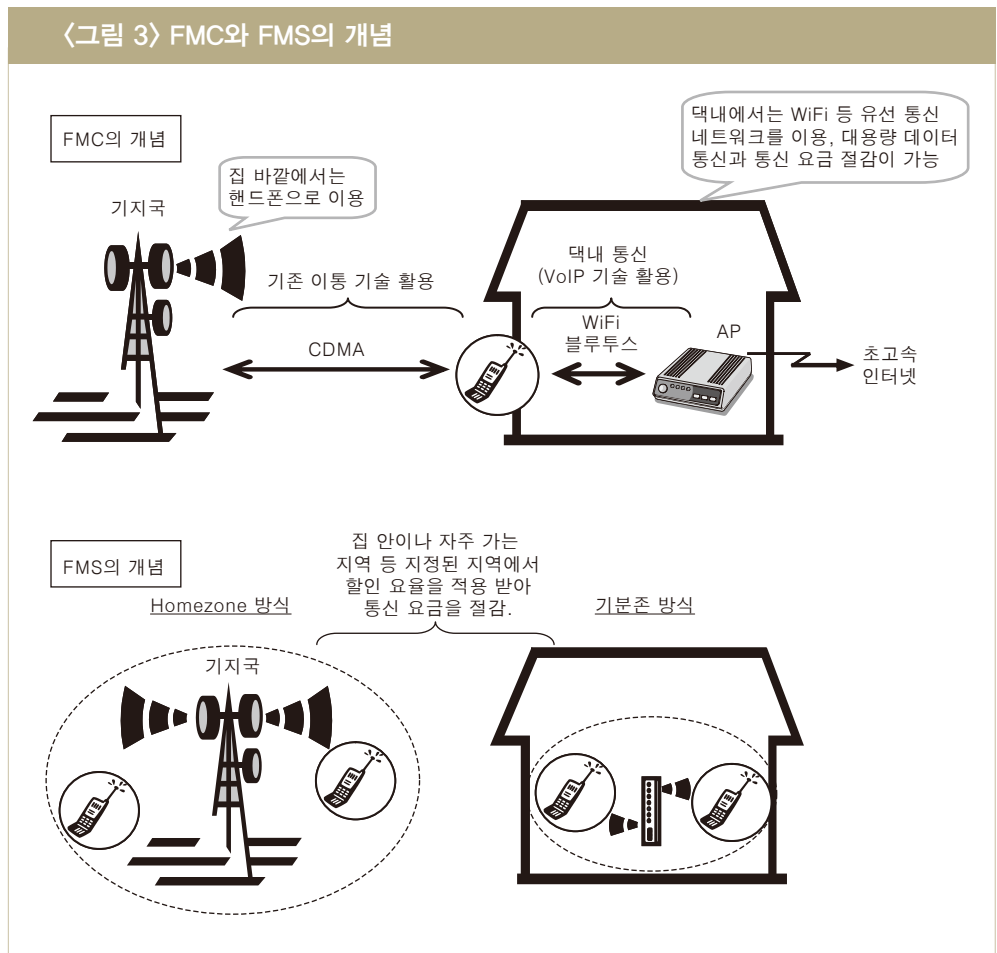 〈그림 3〉 FMC와 FMS의 개념
FMC의 개념
댁내에서는 WiFi 등 유선 통신
네트워크를 이용, 대용량 데이터
통신과 통신 요금 절감이 가능
집 바깥에서는
핸드폰으로 이용
기지국
기존 이통 기술 활용
댁내 통신
(VoIP 기술 활용)
CDMA
WiFi
블루투스
AP
초고속
인터넷
FMS의 개념
집 안이나 자주 가는
지역 등 지정된 지역에서
할인 요율을 적용 받아
통신 요금을 절감.
Homezone 방식
기분존 방식
기지국